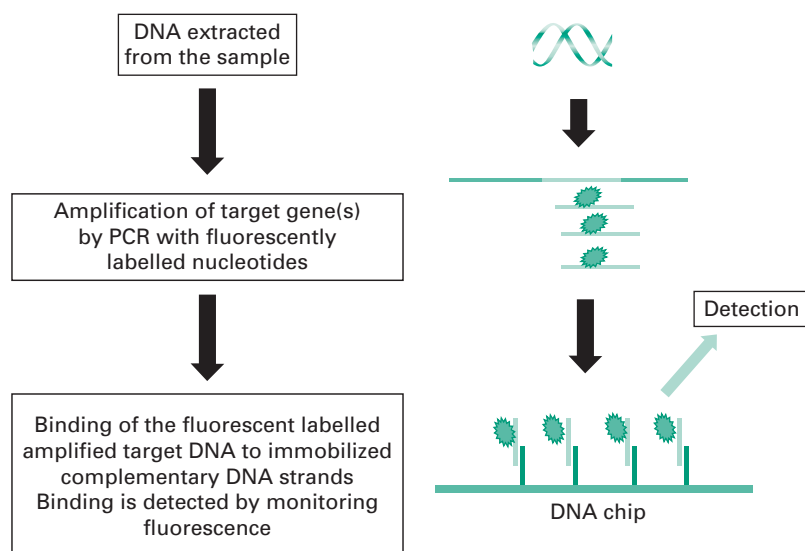 DNA extracted
from the sample
Amplification of target gene(s)
by PCR with fluorescently
labelled nucleotides
Detection
Binding of the fluorescent labelled
amplified target DNA to immobilized
complementary DNA strands
Binding is detected by monitoring
fluorescence
DNA chip